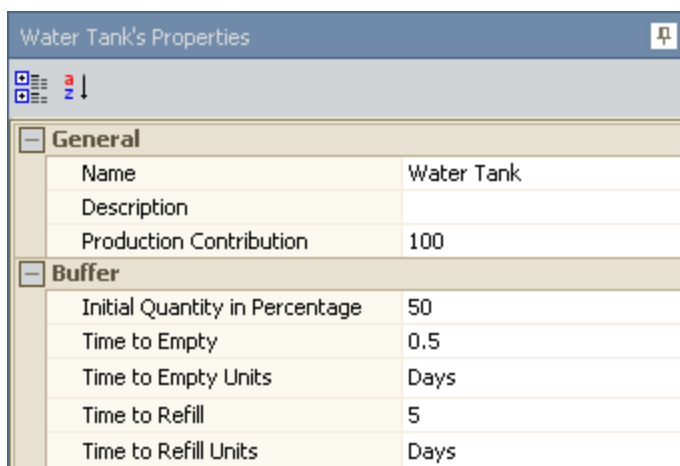 Water Tank's Properties
a
z
General
Name Water Tank
Description
Production Contribution 100
Buffer
Initial Quantity in Percentage 50
Time to Empty 0.5
Time to Empty Units Days
Time to Refill 5
Time to Refill Units Days